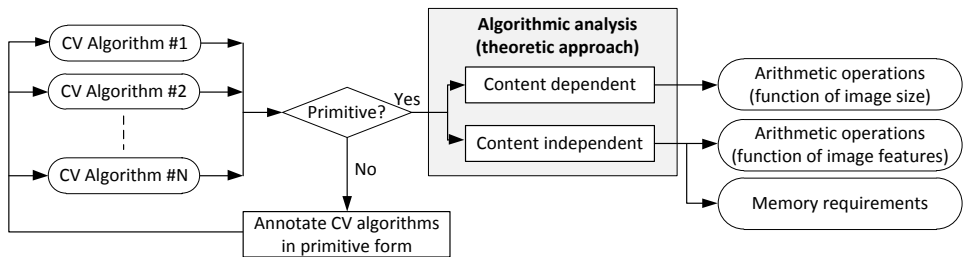 CV Algorithm #1
CV Algorithm #2
CV Algorithm #N
Primitive?
Yes
No
Annotate CV algorithms
in primitive form
Algorithmic analysis
(theoretic approach)
Content dependent
Content independent
Arithmetic operations
(function of image size)
Arithmetic operations
(function of image features)
Memory requirements